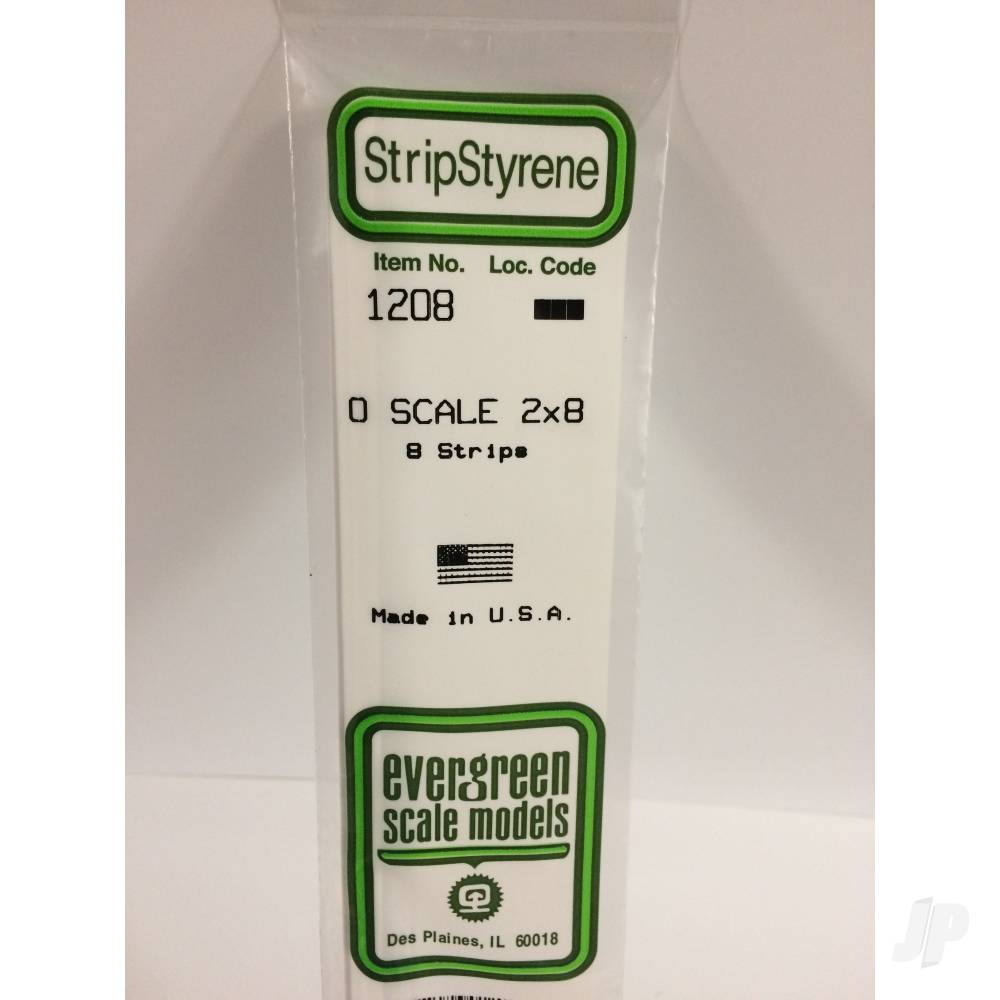 StripStyrene
Item No. Loc. Code
1208
O SCALE 2x8
8 Strips
Made in U.S.A.
evergreen
scale models
Des Plaines, IL 60018
JP